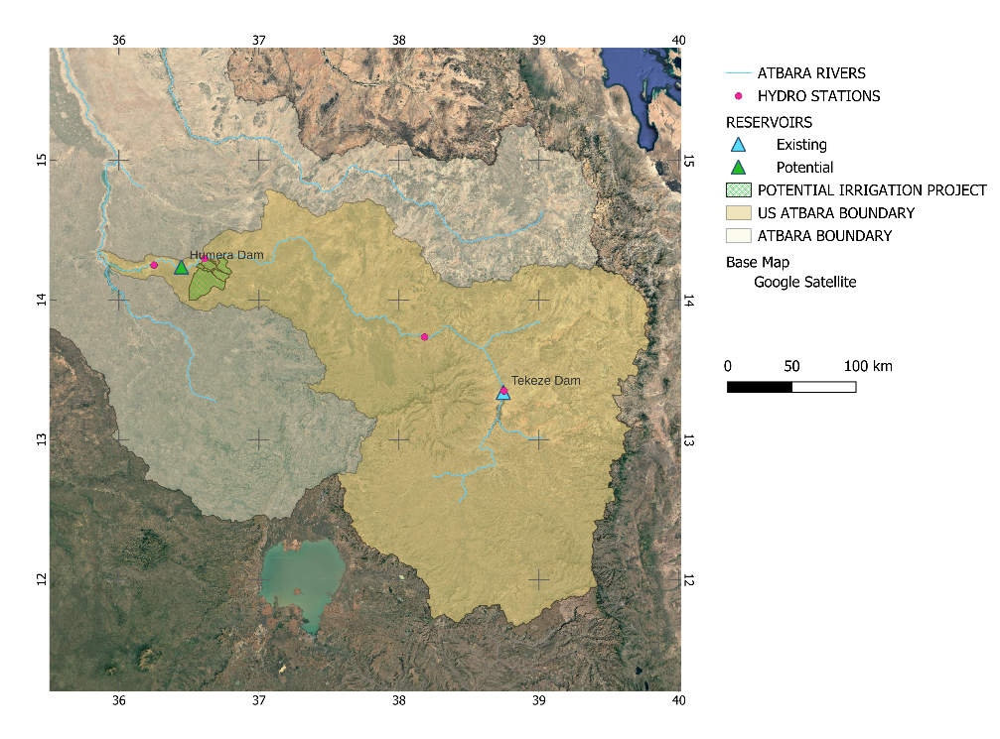 36 37 38 39 40
ATBARA RIVERS
HYDRO STATIONS
RESERVOIRS
Existing
Potential
POTENTIAL IRRIGATION PROJECT
US ATBARA BOUNDARY
ATBARA BOUNDARY
Base Map
Google Satellite
0 50 100 km
15 15
Humera Dam
14 14
Tekeze Dam
13 13
12 12
36 37 38 39 40